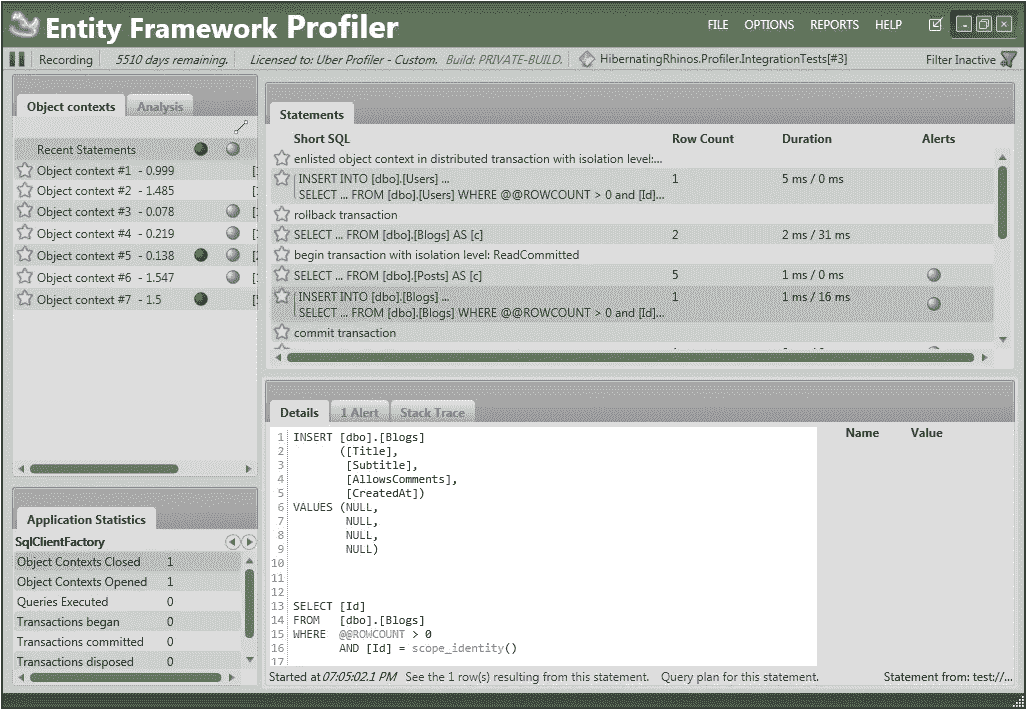 Entity Framework Profiler
FILE OPTIONS REPORTS HELP
Recording 5510 days remaining. Licensed to: Uber Profiler - Custom. Build: PRIVATE-BUILD. HibernatingRhinos.Profiler.IntegrationTests[#3] Filter Inactive
Object contexts Analysis
Recent Statements
Object context #1 - 0.999
Object context #2 - 1.485
Object context #3 - 0.078
Object context #4 - 0.219
Object context #5 - 0.138
Object context #6 - 1.547
Object context #7 - 1.5
Application Statistics
SqlClientFactory
Object Contexts Closed 1
Object Contexts Opened 1
Queries Executed 0
Transactions began 0
Transactions committed 0
Transactions disposed 0
Statements
Short SQL Row Count Duration Alerts
enlisted object context in distributed transaction with isolation level:...
INSERT INTO [dbo].[Users] ... 1 5 ms / 0 ms
SELECT ... FROM [dbo].[Users] WHERE @@ROWCOUNT > 0 and [Id]...
rollback transaction
SELECT ... FROM [dbo].[Blogs] AS [c] 2 2 ms / 31 ms
begin transaction with isolation level: ReadCommitted
SELECT ... FROM [dbo].[Posts] AS [c] 5 1 ms / 0 ms
INSERT INTO [dbo].[Blogs] ... 1 1 ms / 16 ms
SELECT ... FROM [dbo].[Blogs] WHERE @@ROWCOUNT > 0 and [Id]...
commit transaction
Details 1 Alert Stack Trace
Name Value
1 INSERT [dbo].[Blogs]
2 ([Title],
3 [Subtitle],
4 [AllowsComments],
5 [CreatedAt])
6 VALUES (NULL,
7 NULL,
8 NULL,
9 NULL)
10
11
12
13 SELECT [Id]
14 FROM [dbo].[Blogs]
15 WHERE @@ROWCOUNT > 0
16 AND [Id] = scope_identity()
17
Started at 07:05:02.1 PM See the 1 row(s) resulting from this statement. Query plan for this statement. Statement from: test://...